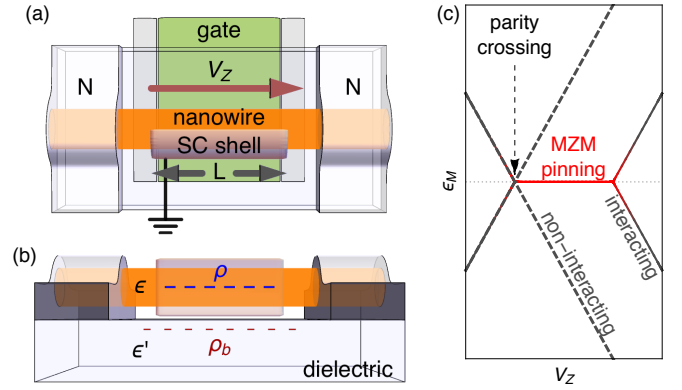 (a)
gate
V_Z
N
N
nanowire
SC shell
L
(b)
ρ
ϵ
ϵ'
ρ_b
dielectric
(c)
parity
crossing
MZM
pinning
ϵ_M
interacting
non-interacting
V_Z